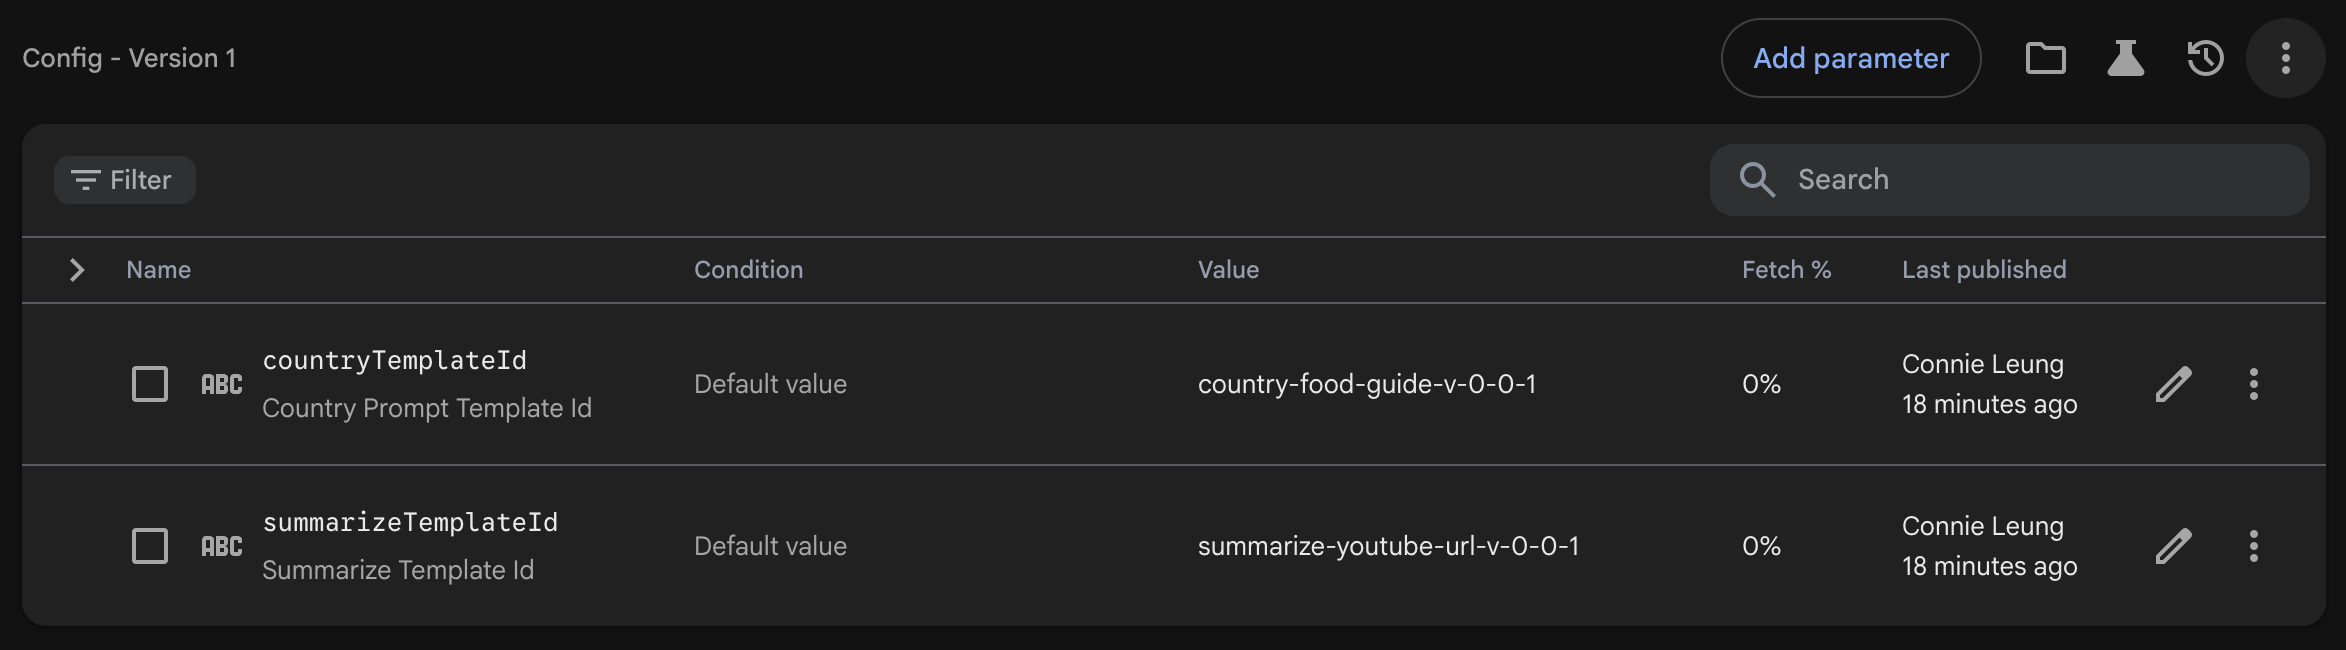 Config - Version 1
Add parameter
Filter
Search
Name Condition Value Fetch % Last published
ABC countryTemplateId
Country Prompt Template Id
Default value
country-food-guide-v-0-0-1
0%
Connie Leung
18 minutes ago
ABC summarizeTemplateId
Summarize Template Id
Default value
summarize-youtube-url-v-0-0-1
0%
Connie Leung
18 minutes ago